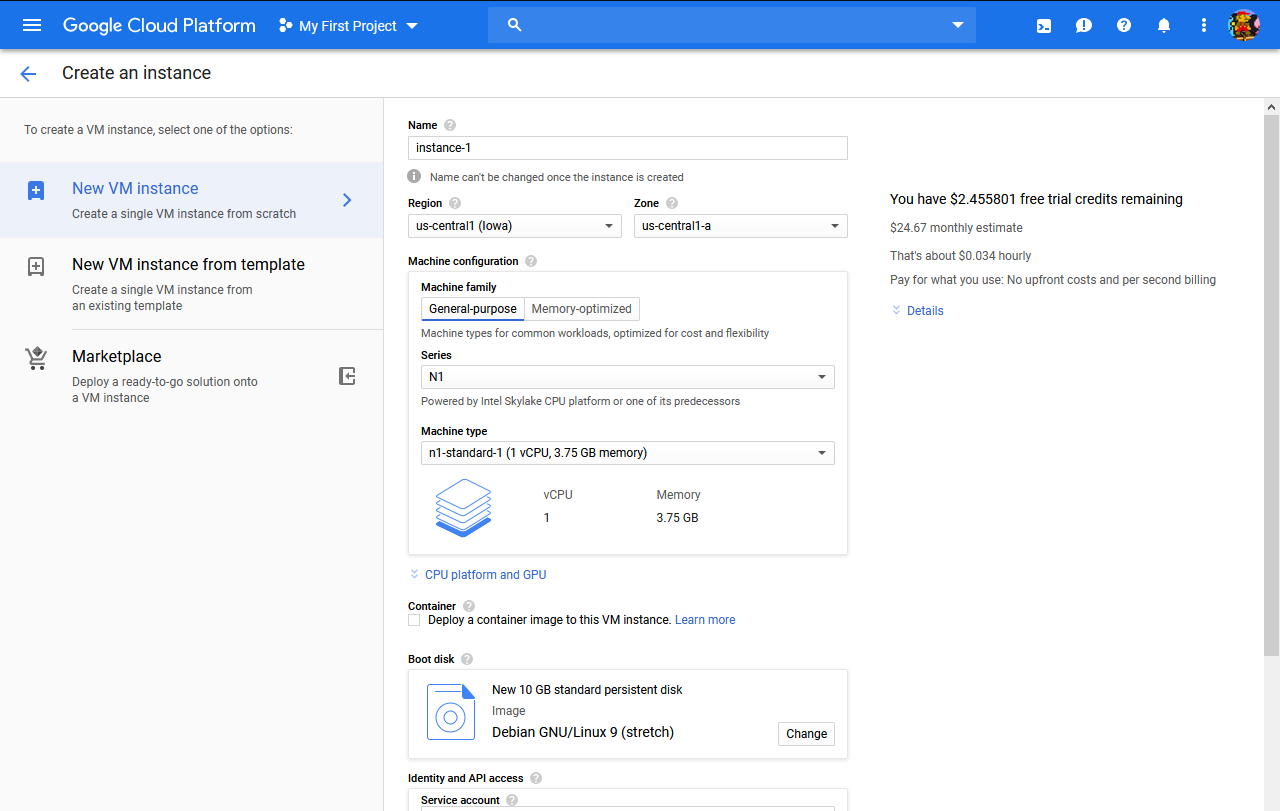 Google Cloud Platform
My First Project
Create an instance
To create a VM instance, select one of the options:
New VM instance
Create a single VM instance from scratch
New VM instance from template
Create a single VM instance from
an existing template
Marketplace
Deploy a ready-to-go solution onto
a VM instance
Name
instance-1
Name can't be changed once the instance is created
Region
Zone
us-central1 (Iowa)
us-central1-a
Machine configuration
Machine family
General-purpose
Memory-optimized
Machine types for common workloads, optimized for cost and flexibility
Series
N1
Powered by Intel Skylake CPU platform or one of its predecessors
Machine type
n1-standard-1 (1 vCPU, 3.75 GB memory)
vCPU
Memory
1
3.75 GB
CPU platform and GPU
Container
Deploy a container image to this VM instance. Learn more
Boot disk
New 10 GB standard persistent disk
Image
Debian GNU/Linux 9 (stretch)
Change
Identity and API access
Service account
You have $2.455801 free trial credits remaining
$24.67 monthly estimate
That's about $0.034 hourly
Pay for what you use: No upfront costs and per second billing
Details